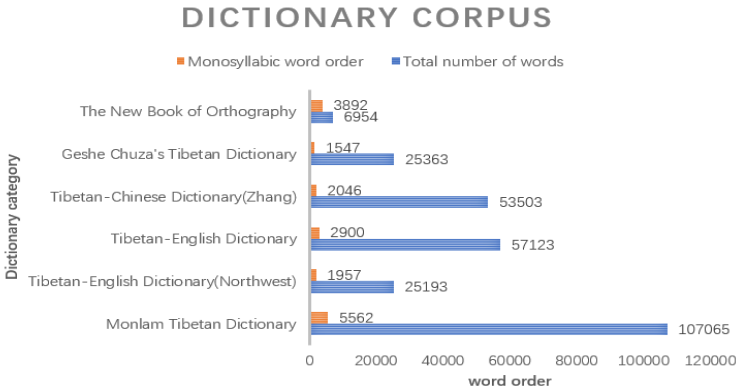 DICTIONARY CORPUS
Monosyllabic word order Total number of words
The New Book of Orthography 3892
6954
Geshe Chuza's Tibetan Dictionary 1547
25363
Tibetan-Chinese Dictionary(Zhang) 2046
53503
Tibetan-English Dictionary 2900
57123
Tibetan-English Dictionary(Northwest) 1957
25193
Monlam Tibetan Dictionary 5562
107065
Dictionary category
0 20000 40000 60000 80000 100000 120000
word order